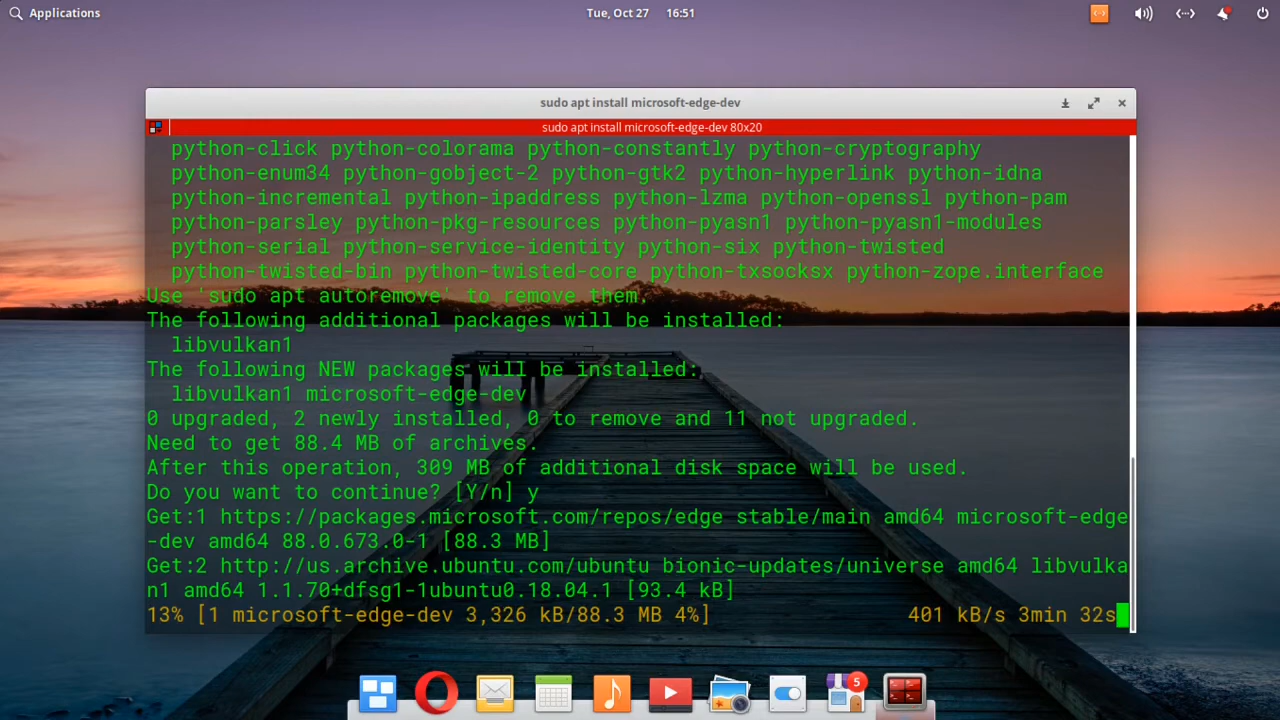 Applications
Tue, Oct 27 16:51
sudo apt install microsoft-edge-dev
sudo apt install microsoft-edge-dev 80x20
python-click python-colorama python-constantly python-cryptography
python-enum34 python-gobject-2 python-gtk2 python-hyperlink python-idna
python-incremental python-ipaddress python-lzma python-openssl python-pam
python-parsley python-pkg-resources python-pyasn1 python-pyasn1-modules
python-serial python-service-identity python-six python-twisted
python-twisted-bin python-twisted-core python-txsocksx python-zope.interface
Use 'sudo apt autoremove' to remove them.
The following additional packages will be installed:
libvulkan1
The following NEW packages will be installed:
libvulkan1 microsoft-edge-dev
0 upgraded, 2 newly installed, 0 to remove and 11 not upgraded.
Need to get 88.4 MB of archives.
After this operation, 309 MB of additional disk space will be used.
Do you want to continue? [Y/n] y
Get:1 https://packages.microsoft.com/repos/edge stable/main amd64 microsoft-edge
-dev amd64 88.0.673.0-1 [88.3 MB]
Get:2 http://us.archive.ubuntu.com/ubuntu bionic-updates/universe amd64 libvulka
n1 amd64 1.1.70+dfsg1-1ubuntu0.18.04.1 [93.4 kB]
13% [1 microsoft-edge-dev 3,326 kB/88.3 MB 4%] 401 kB/s 3min 32s
5